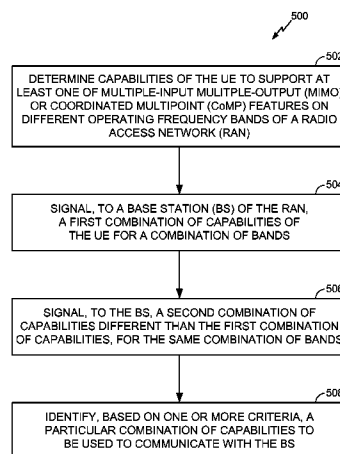 500
502
DETERMINE CAPABILITIES OF THE UE TO SUPPORT AT
LEAST ONE OF MULTIPLE-INPUT MULITPLE-OUTPUT (MIMO)
OR COORDINATED MULTIPOINT (CoMP) FEATURES ON
DIFFERENT OPERATING FREQUENCY BANDS OF A RADIO
ACCESS NETWORK (RAN)
504
SIGNAL, TO A BASE STATION (BS) OF THE RAN,
A FIRST COMBINATION OF CAPABILITIES OF
THE UE FOR A COMBINATION OF BANDS
506
SIGNAL, TO THE BS, A SECOND COMBINATION OF
CAPABILITIES DIFFERENT THAN THE FIRST COMBINATION
OF CAPABILITIES, FOR THE SAME COMBINATION OF BANDS
508
IDENTIFY, BASED ON ONE OR MORE CRITERIA, A
PARTICULAR COMBINATION OF CAPABILITIES TO
BE USED TO COMMUNICATE WITH THE BS